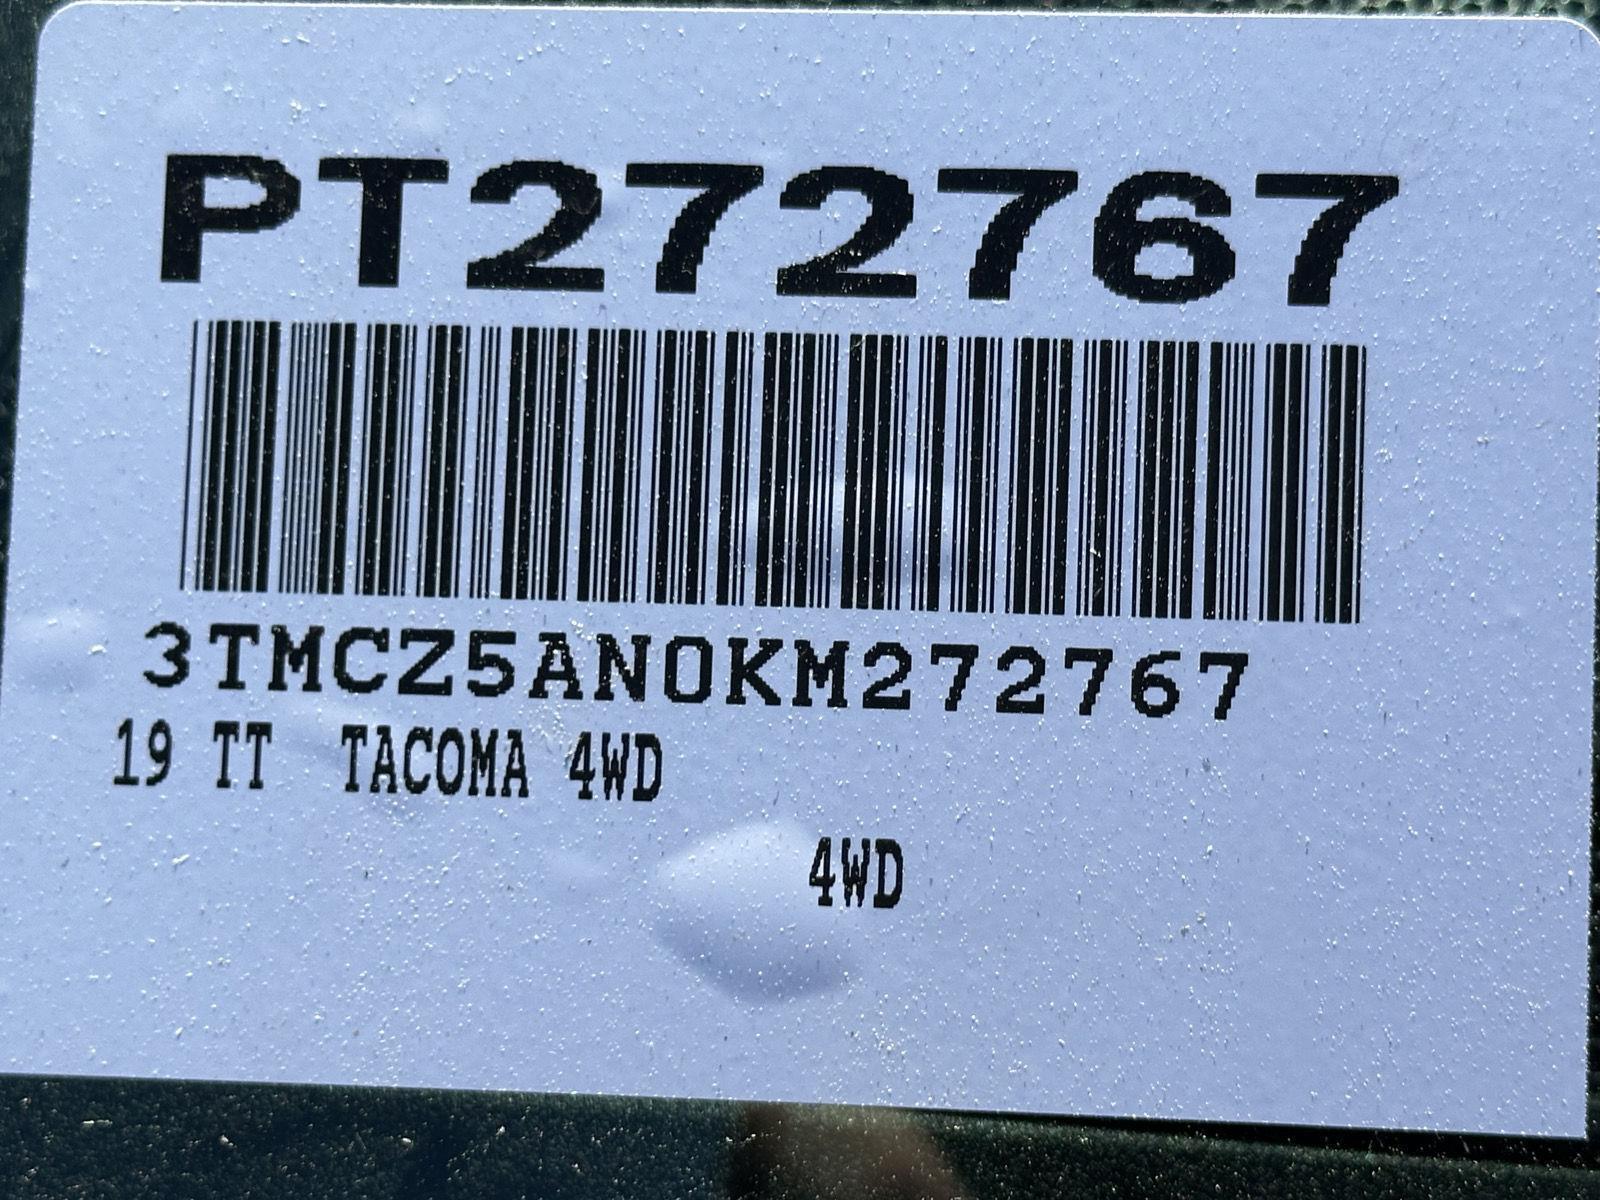 PT272767
3TMCZ5AN0KM272767
19 TT TACOMA 4WD
4WD